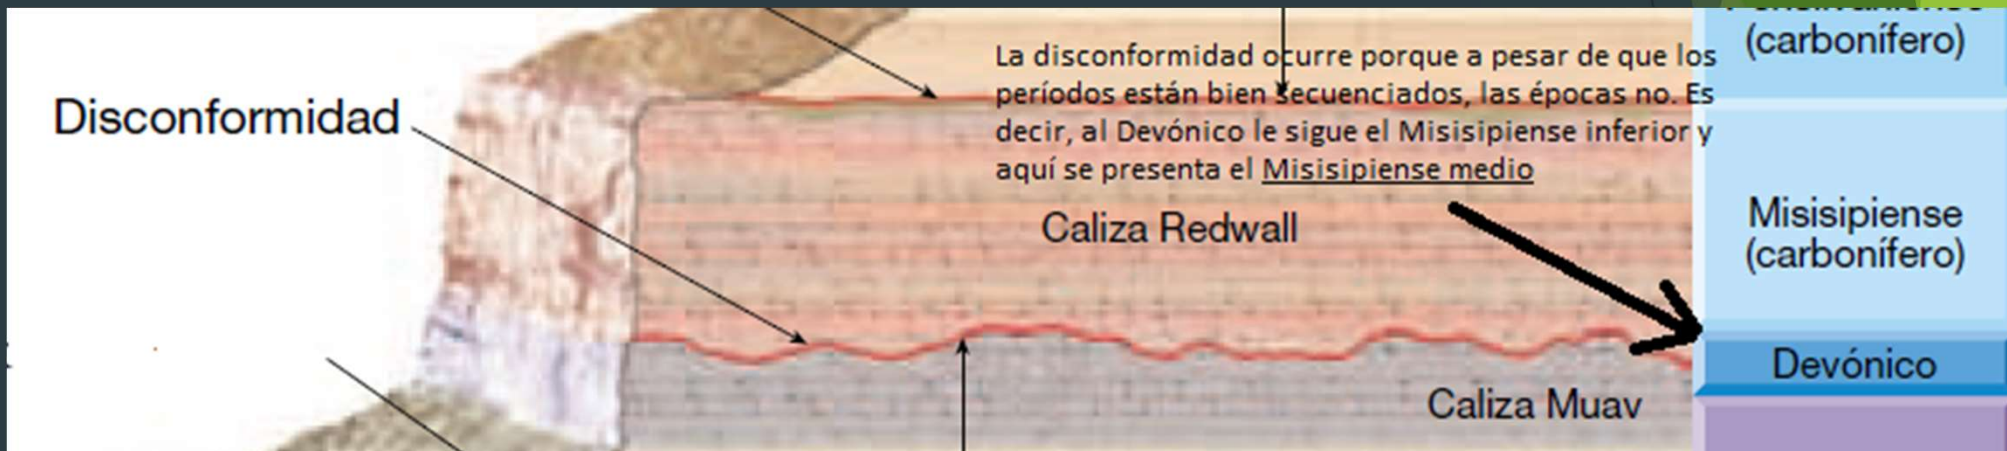 (carbonífero)
La disconformidad ocurre porque a pesar de que los
períodos están bien secuenciados, las épocas no. Es
decir, al Devónico le sigue el Misisipiense inferior y
aquí se presenta el Misisipiense medio
Disconformidad
Caliza Redwall
Misisipiense
(carbonífero)
Devónico
Caliza Muav